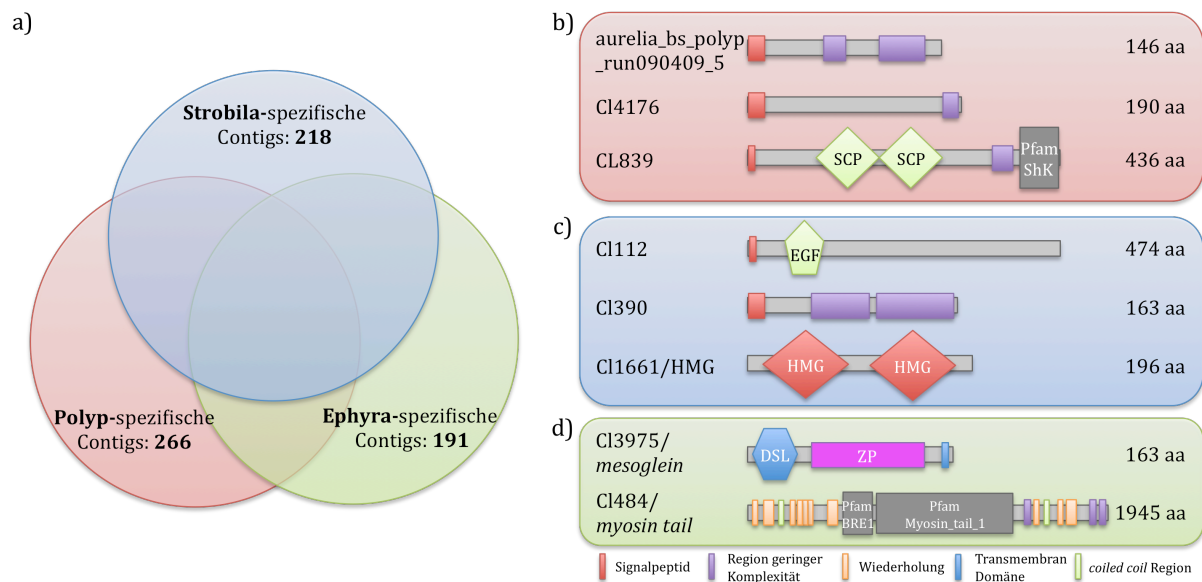 a)
Strobila-spezifische
Contigs: 218
Polyp-spezifische
Contigs: 266
Ephyra-spezifische
Contigs: 191
b)
aurelia_bs_polyp
_run090409_5
146 aa
Cl4176
190 aa
CL839
SCP
SCP
Pfam
ShK
436 aa
c)
Cl112
EGF
474 aa
Cl390
163 aa
Cl1661/HMG
HMG
HMG
196 aa
d)
Cl3975/
mesoglein
DSL
ZP
163 aa
Cl484/
myosin tail
Pfam
BRE1
Pfam
Myosin_tail_1
1945 aa
Signalpeptid
Region geringer
Komplexität
Wiederholung
Transmembran
Domäne
coiled coil Region